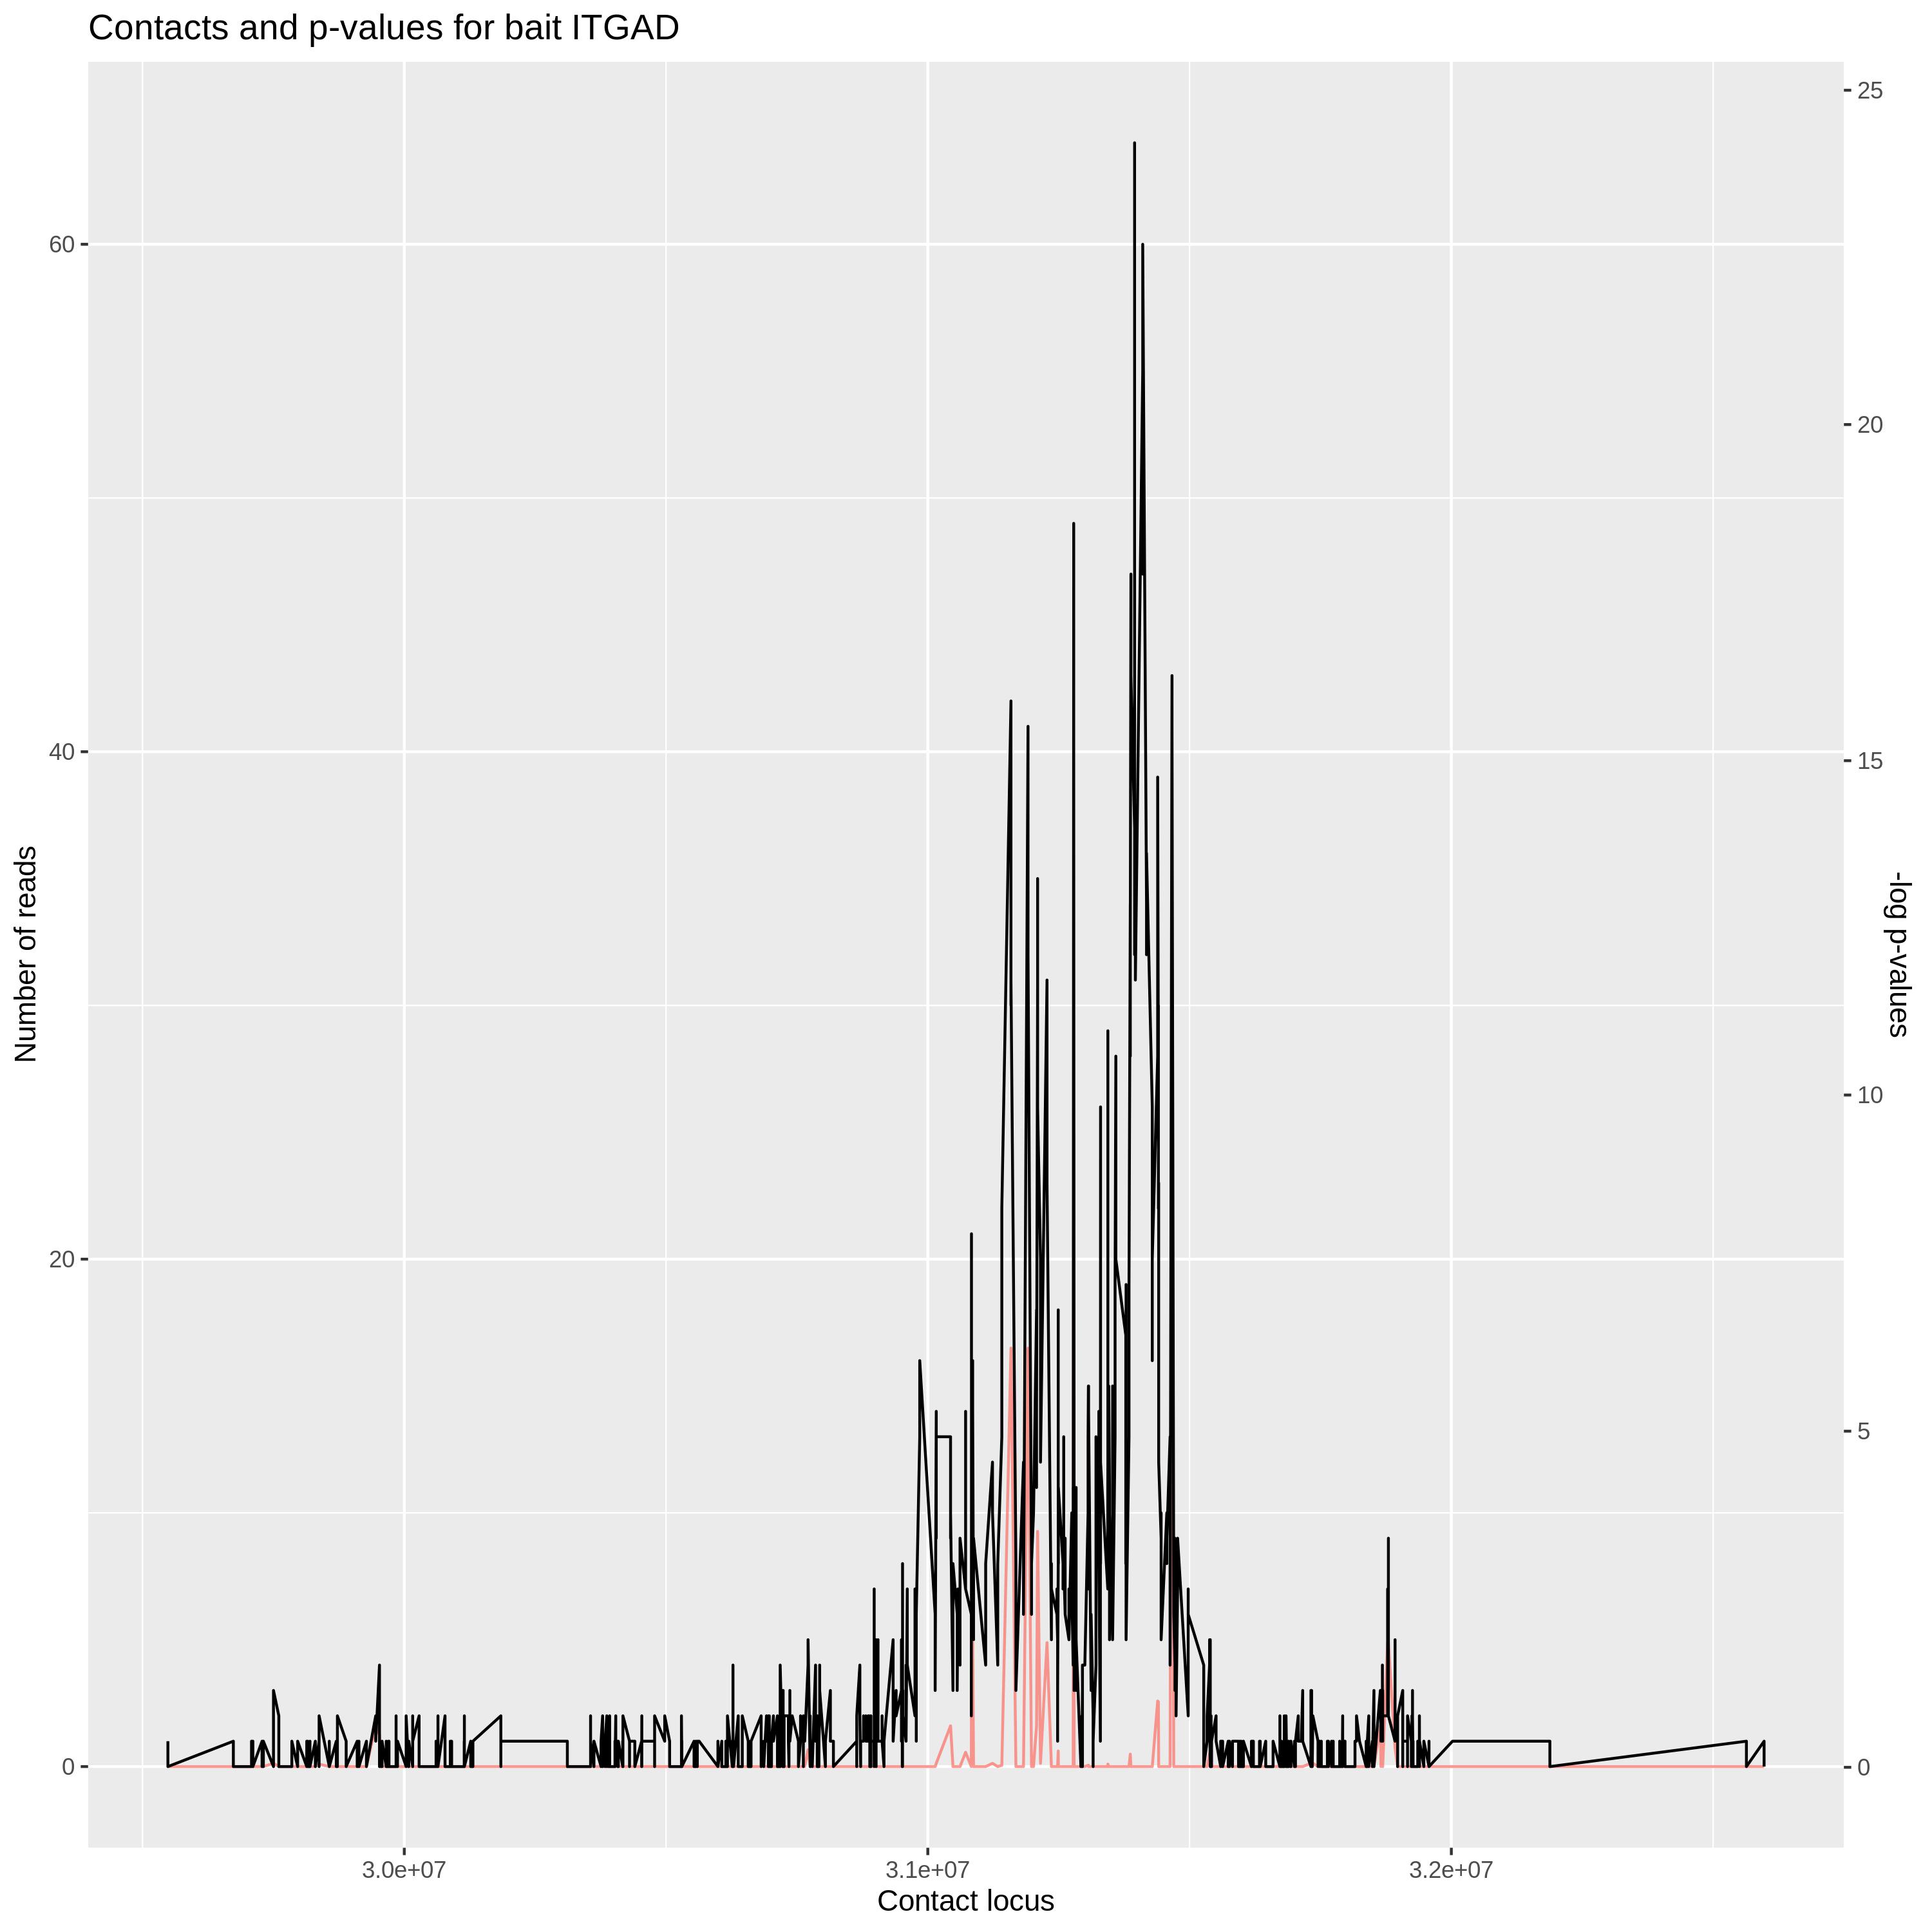 Contacts and p-values for bait ITGAD
25
60
20
40
15
Number of reads
-log p-values
10
20
5
0
0
3.0e+07
3.1e+07
3.2e+07
Contact locus